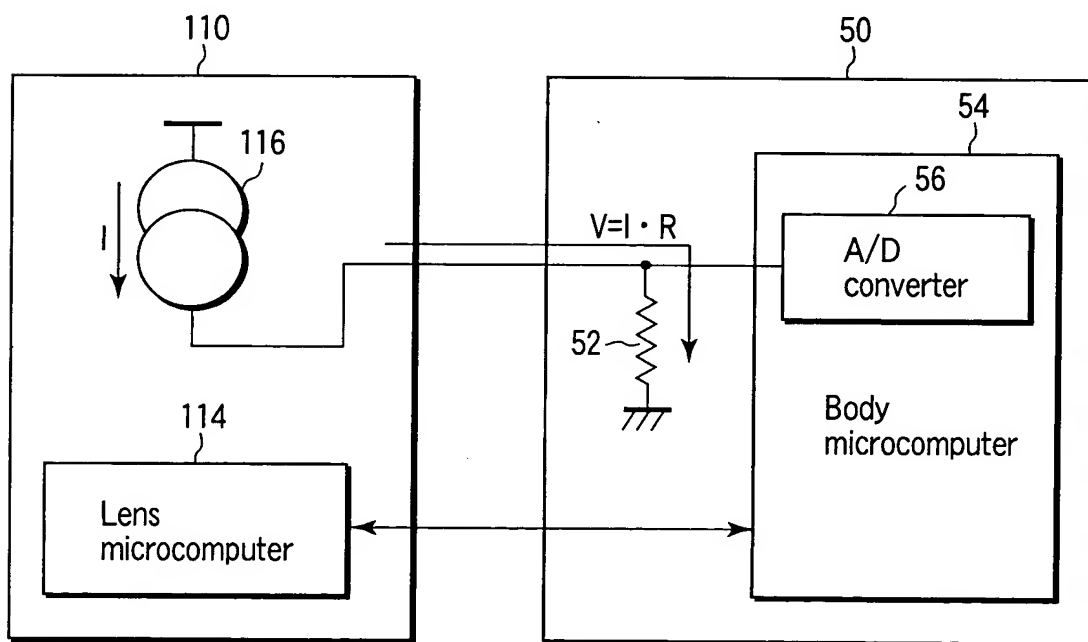 110
50
116
54
56
I
V=I・R
A/D
converter
52
114
Body
microcomputer
Lens
microcomputer